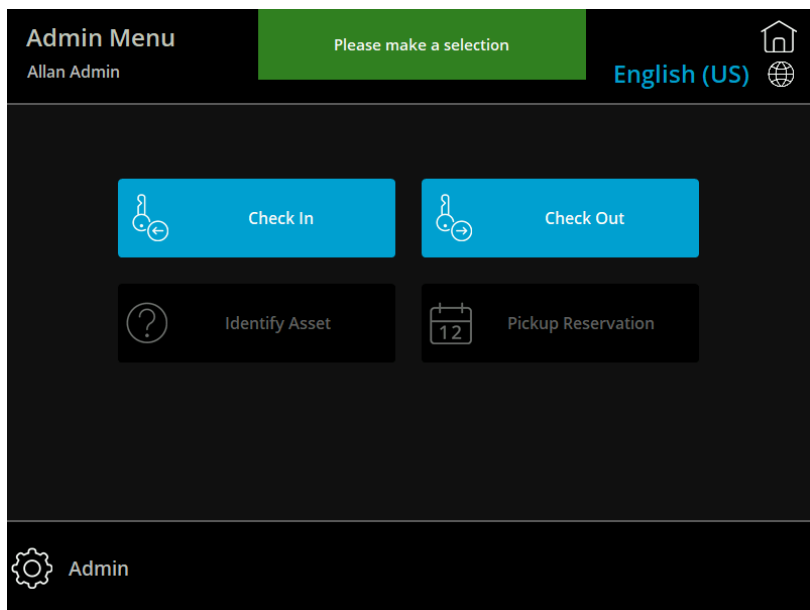 Admin Menu
Allan Admin
Please make a selection
English (US)
Check In
Check Out
Identify Asset
12
Pickup Reservation
Admin